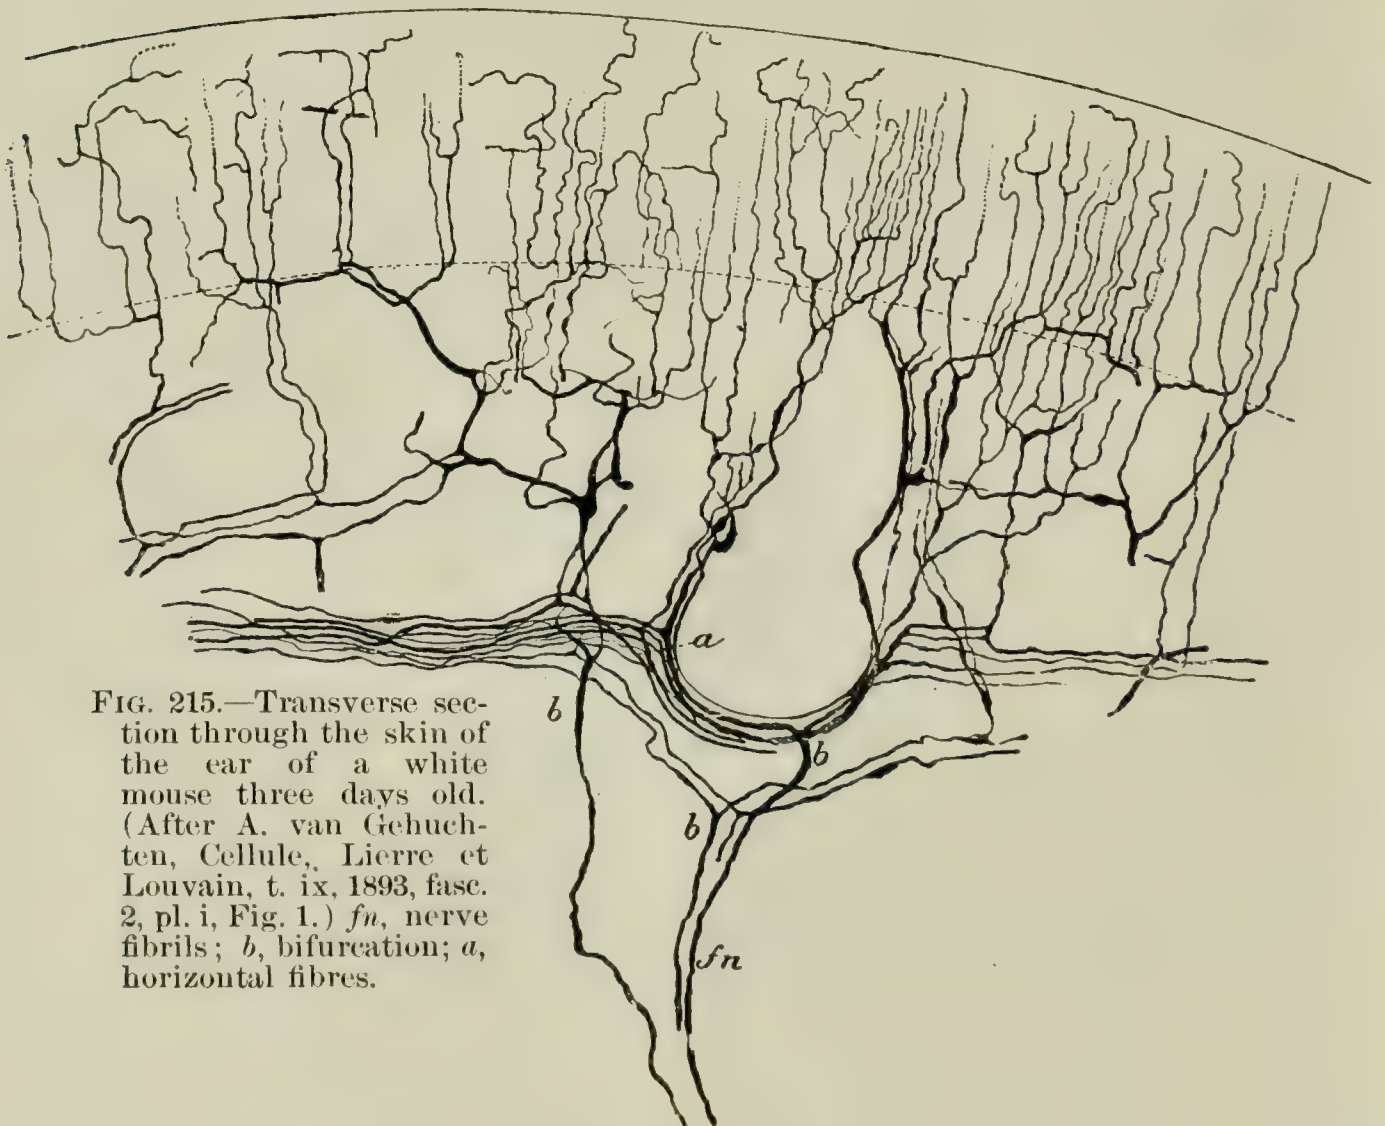 a
b
b
b
fn
FIG. 215.—Transverse sec-
tion through the skin of
the ear of a white
mouse three days old.
(After A. van Gehuch-
ten, Cellule, Lierre et
Louvain, t. ix, 1893, fasc.
2, pl. i, Fig. 1.) fn, nerve
fibrils; b, bifurcation; a,
horizontal fibres.